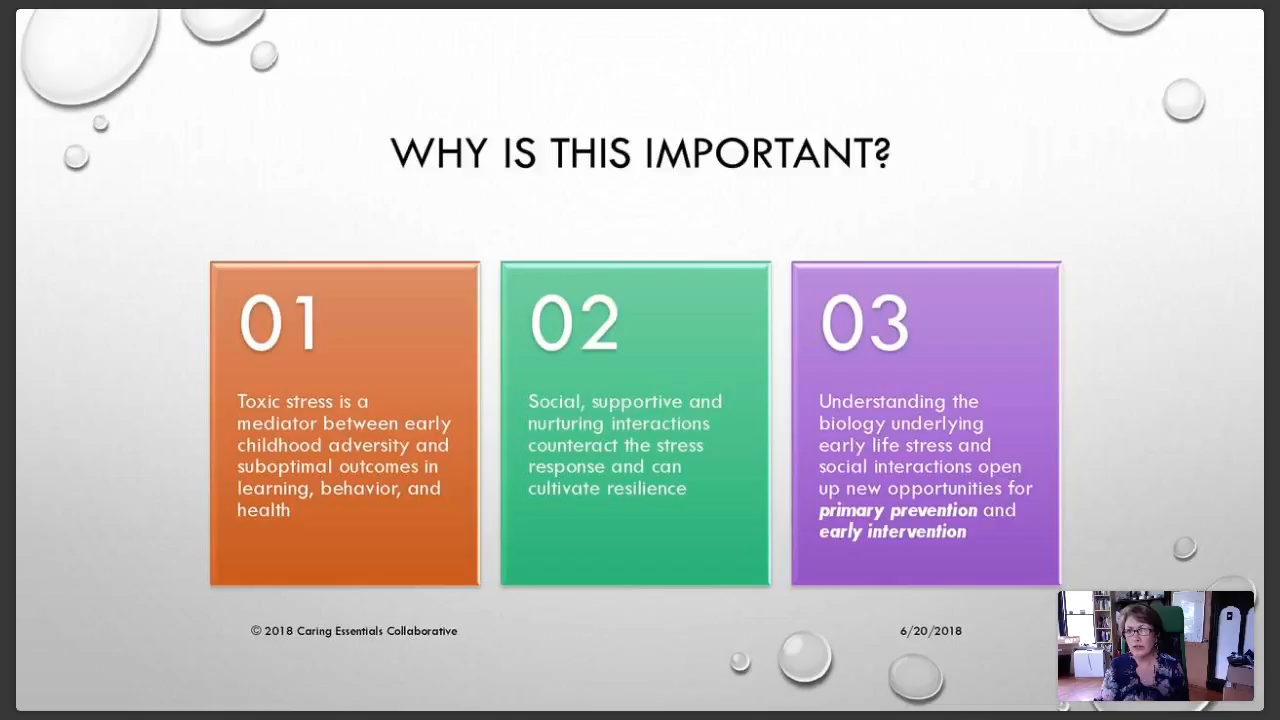 WHY IS THIS IMPORTANT?
01
Toxic stress is a
mediator between early
childhood adversity and
suboptimal outcomes in
learning, behavior, and
health
02
Social, supportive and
nurturing interactions
counteract the stress
response and can
cultivate resilience
03
Understanding the
biology underlying
early life stress and
social interactions open
up new opportunities for
primary prevention and
early intervention
© 2018 Caring Essentials Collaborative
6/20/2018